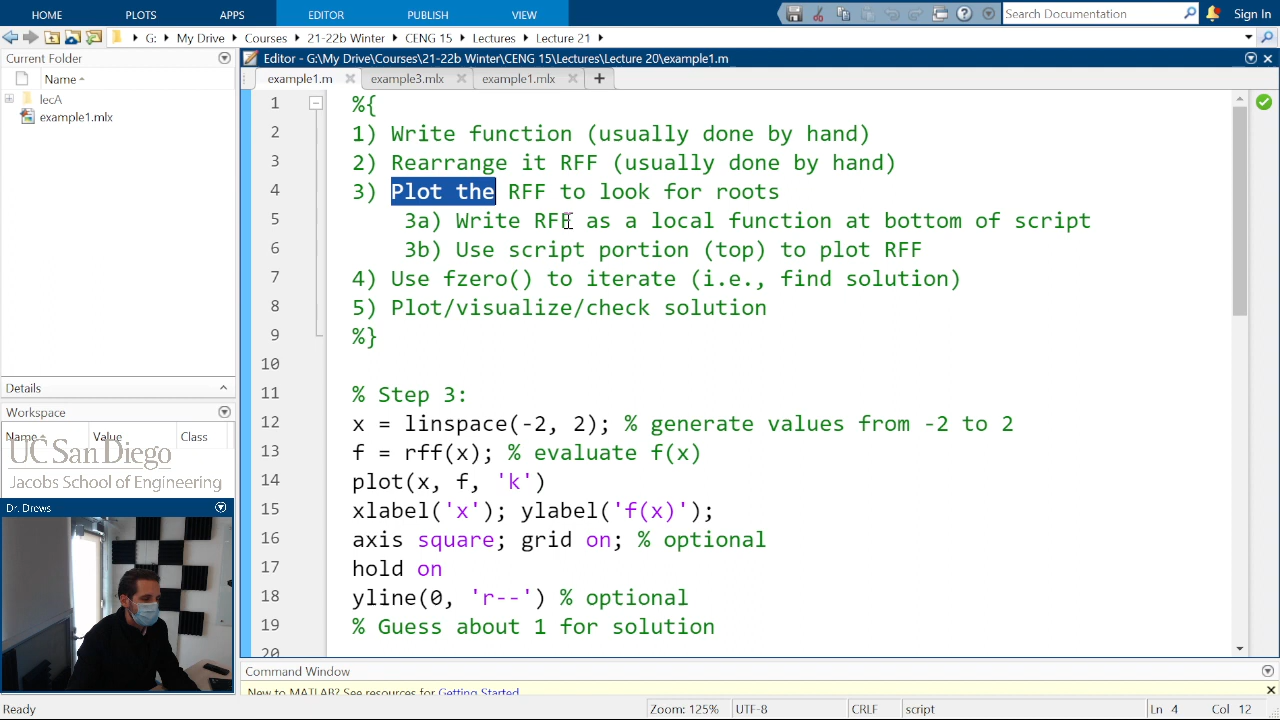 HOME PLOTS APPS EDITOR PUBLISH VIEW Search Documentation Sign In
G: My Drive Courses 21-22b Winter CENG 15 Lectures Lecture 21
Current Folder
Name
lecA
example1.mlx
Details
Workspace
Name Value Class
UC San Diego
Jacobs School of Engineering
Dr. Drews
Editor - G:\My Drive\Courses\21-22b Winter\CENG 15\Lectures\Lecture 20\example1.m
example1.m example3.mlx example1.mlx
1 %{
2 1) Write function (usually done by hand)
3 2) Rearrange it RFF (usually done by hand)
4 3) Plot the RFF to look for roots
5 3a) Write RFF as a local function at bottom of script
6 3b) Use script portion (top) to plot RFF
7 4) Use fzero() to iterate (i.e., find solution)
8 5) Plot/visualize/check solution
9 %}
10
11 % Step 3:
12 x = linspace(-2, 2); % generate values from -2 to 2
13 f = rff(x); % evaluate f(x)
14 plot(x, f, 'k')
15 xlabel('x'); ylabel('f(x)');
16 axis square; grid on; % optional
17 hold on
18 yline(0, 'r--') % optional
19 % Guess about 1 for solution
20
Command Window
New to MATLAB? See resources for Getting Started.
Ready Zoom: 125% UTF-8 CRLF script Ln 4 Col 12